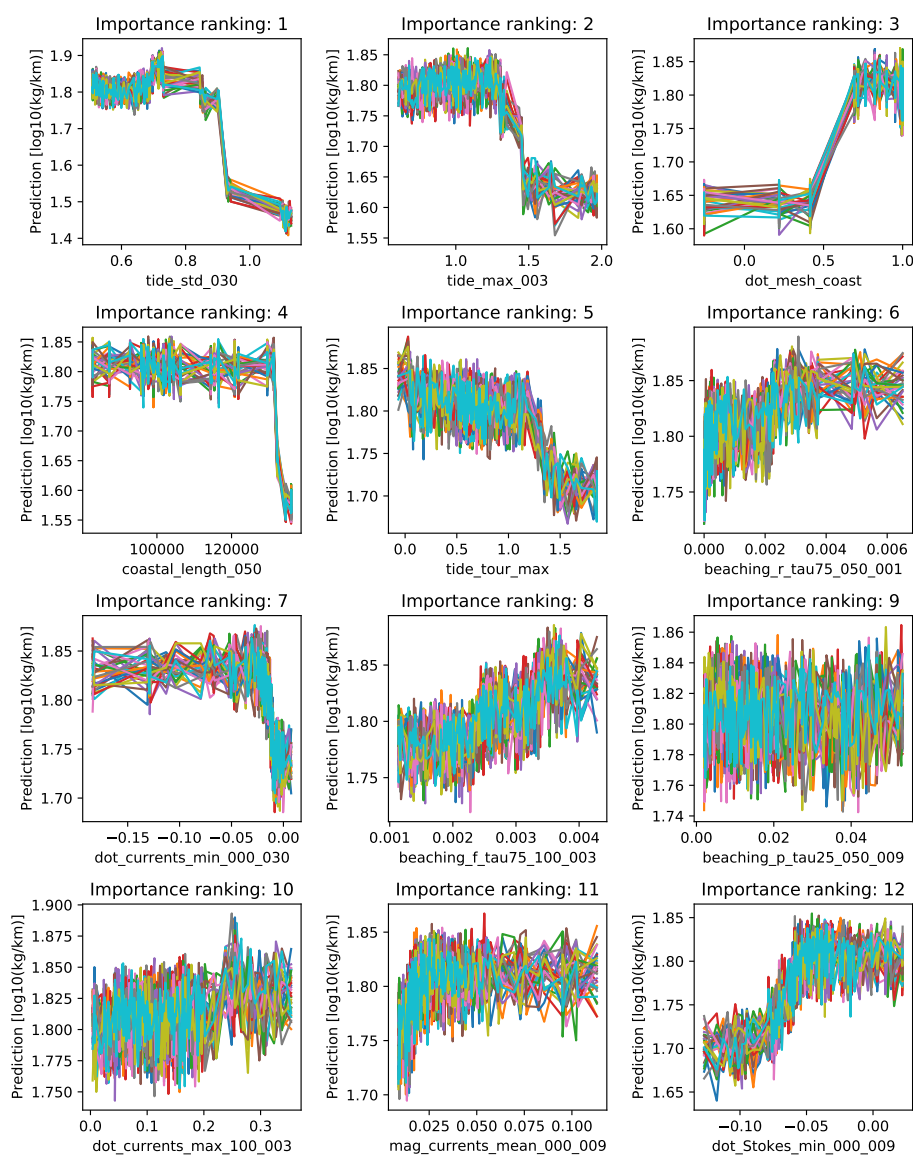 Importance ranking: 1
Prediction [log10(kg/km)]
1.9
1.8
1.7
1.6
1.5
1.4
0.6
0.8
1.0
tide_std_030
Importance ranking: 2
Prediction [log10(kg/km)]
1.85
1.80
1.75
1.70
1.65
1.60
1.55
1.0
1.5
2.0
tide_max_003
Importance ranking: 3
Prediction [log10(kg/km)]
1.85
1.80
1.75
1.70
1.65
1.60
0.0
0.5
1.0
dot_mesh_coast
Importance ranking: 4
Prediction [log10(kg/km)]
1.85
1.80
1.75
1.70
1.65
1.60
1.55
100000
120000
coastal_length_050
Importance ranking: 5
Prediction [log10(kg/km)]
1.85
1.80
1.75
1.70
0.0
0.5
1.0
1.5
tide_tour_max
Importance ranking: 6
Prediction [log10(kg/km)]
1.85
1.80
1.75
0.000
0.002
0.004
0.006
beaching_r_tau75_050_001
Importance ranking: 7
Prediction [log10(kg/km)]
1.85
1.80
1.75
1.70
−0.15
−0.10
−0.05
0.00
dot_currents_min_000_030
Importance ranking: 8
Prediction [log10(kg/km)]
1.85
1.80
1.75
0.001
0.002
0.003
0.004
beaching_f_tau75_100_003
Importance ranking: 9
Prediction [log10(kg/km)]
1.86
1.84
1.82
1.80
1.78
1.76
1.74
0.00
0.02
0.04
beaching_p_tau25_050_009
Importance ranking: 10
Prediction [log10(kg/km)]
1.900
1.875
1.850
1.825
1.800
1.775
1.750
0.0
0.1
0.2
0.3
dot_currents_max_100_003
Importance ranking: 11
Prediction [log10(kg/km)]
1.85
1.80
1.75
1.70
0.025
0.050
0.075
0.100
mag_currents_mean_000_009
Importance ranking: 12
Prediction [log10(kg/km)]
1.85
1.80
1.75
1.70
1.65
−0.10
−0.05
0.00
dot_Stokes_min_000_009